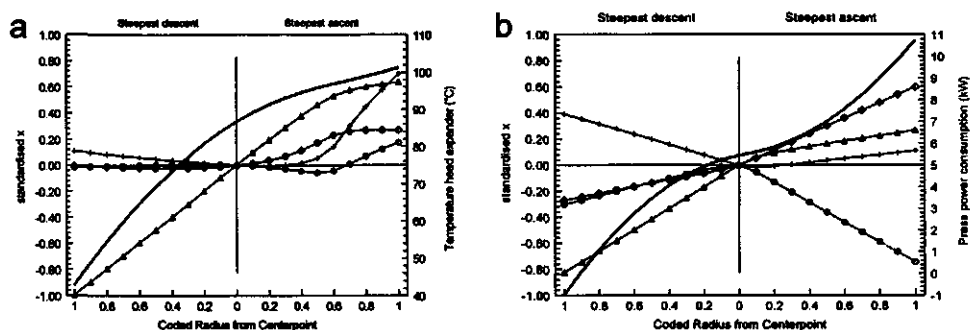 a
Steepest descent Steepest ascent
1.00 110
0.80 100
0.60 90
0.40
0.20 80
0.00
-0.20 70
-0.40 60
-0.60
-0.80 50
-1.00 40
1 0.8 0.6 0.4 0.2 0 0.2 0.4 0.6 0.8 1
Coded Radius from Centerpoint
standardised x
Temperature heed expander (°C)
b
Steepest descent Steepest ascent
1.00 11
0.80 10
0.60 9
0.40 8
7
0.20 6
0.00 5
-0.20 4
-0.40 3
2
-0.60 1
-0.80 0
-1.00 -1
1 0.8 0.6 0.4 0.2 0 0.2 0.4 0.6 0.8 1
Coded Radius from Centerpoint
standardised x
Press power consumption (kW)